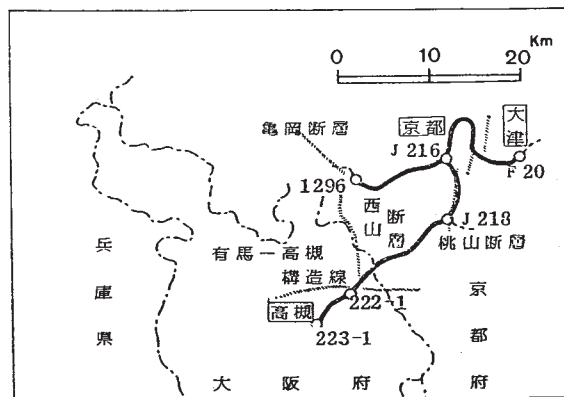 Km
0 10 20
亀岡断層
京都
大津
J 216
F 20
1296
西山断層
J 218
桃山断層
有馬－高槻
構造線
222-1
高槻
223-1
兵庫県
大阪府
京都府